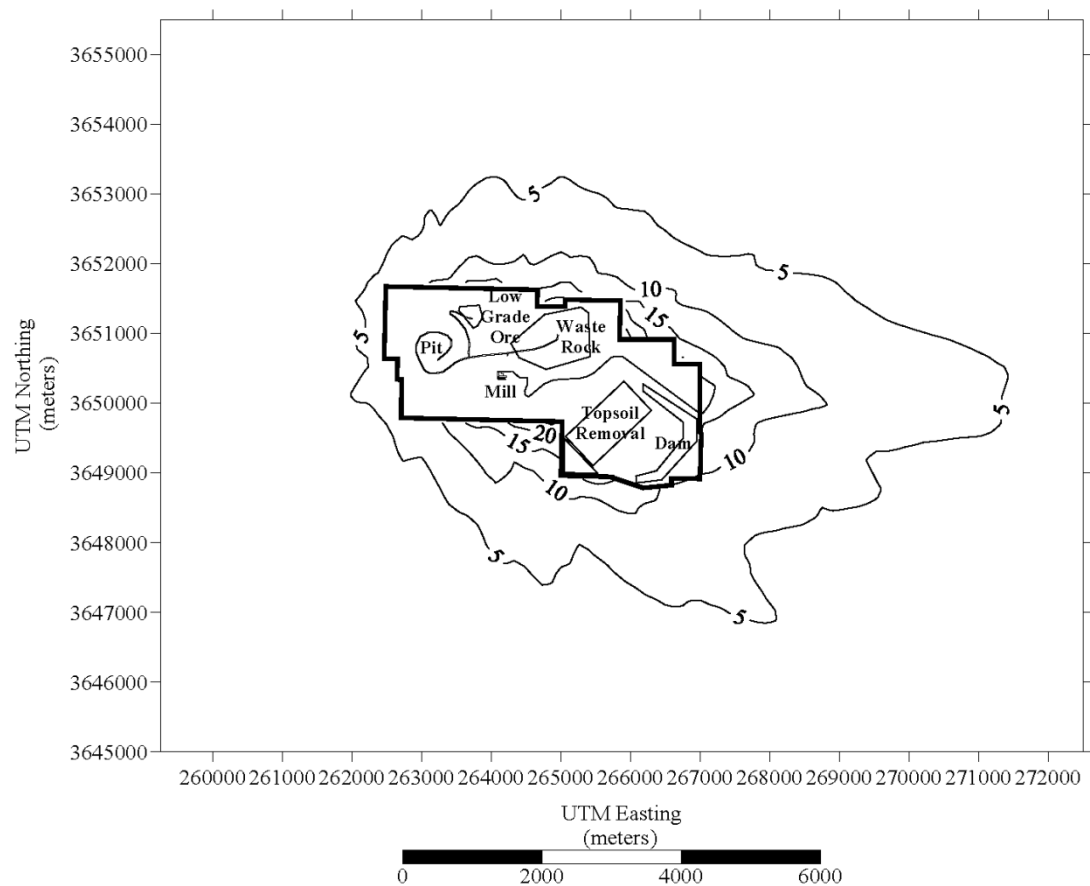 3655000
3654000
3653000
3652000
3651000
3650000
3649000
3648000
3647000
3646000
3645000
UTM Northing
(meters)
5
5
10
15
5
Low
Grade
Ore
Waste
Rock
Pit
Mill
Topsoil
Removal
Dam
20
15
10
10
5
5
5
260000 261000 262000 263000 264000 265000 266000 267000 268000 269000 270000 271000 272000
UTM Easting
(meters)
0 2000 4000 6000